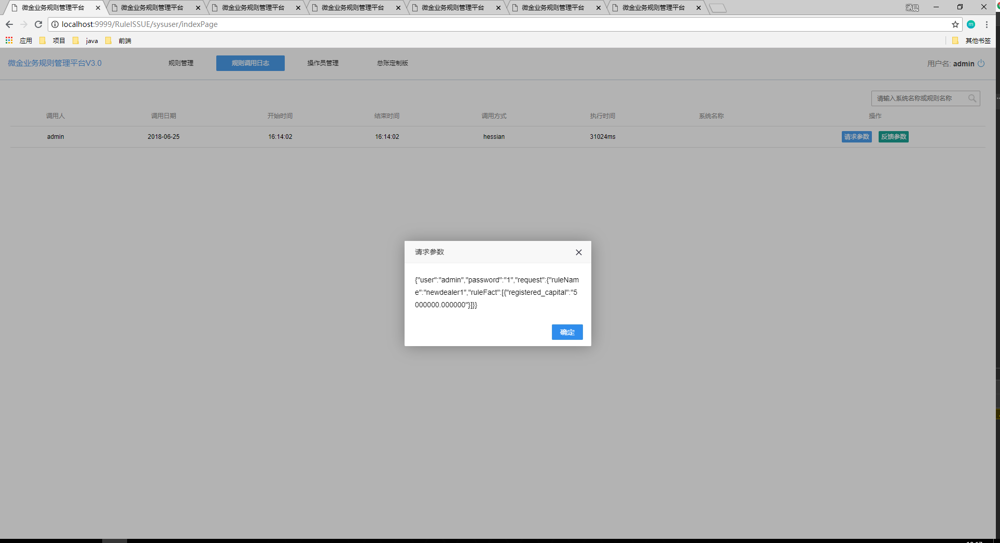 微金业务规则管理平台 微金业务规则管理平台 微金业务规则管理平台 微金业务规则管理平台 微金业务规则管理平台 微金业务规则管理平台 微金业务规则管理平台 涵晨
localhost:9999/RuleISSUE/sysuser/indexPage m
应用 项目 java 前端 其他书签
微金业务规则管理平台V3.0 规则管理 规则调用日志 操作员管理 总账定制版 用户名: admin
请输入系统名称或规则名称
调用人 调用日期 开始时间 结束时间 调用方式 执行时间 系统名称 操作
admin 2018-06-25 16:14:02 16:14:02 hessian 31024ms 请求参数 反馈参数
请求参数
{"user":"admin","password":"1","request":{"ruleNam
e":"newdealer1","ruleFact":[{"registered_capital":"5
000000.000000"}]}}
确定